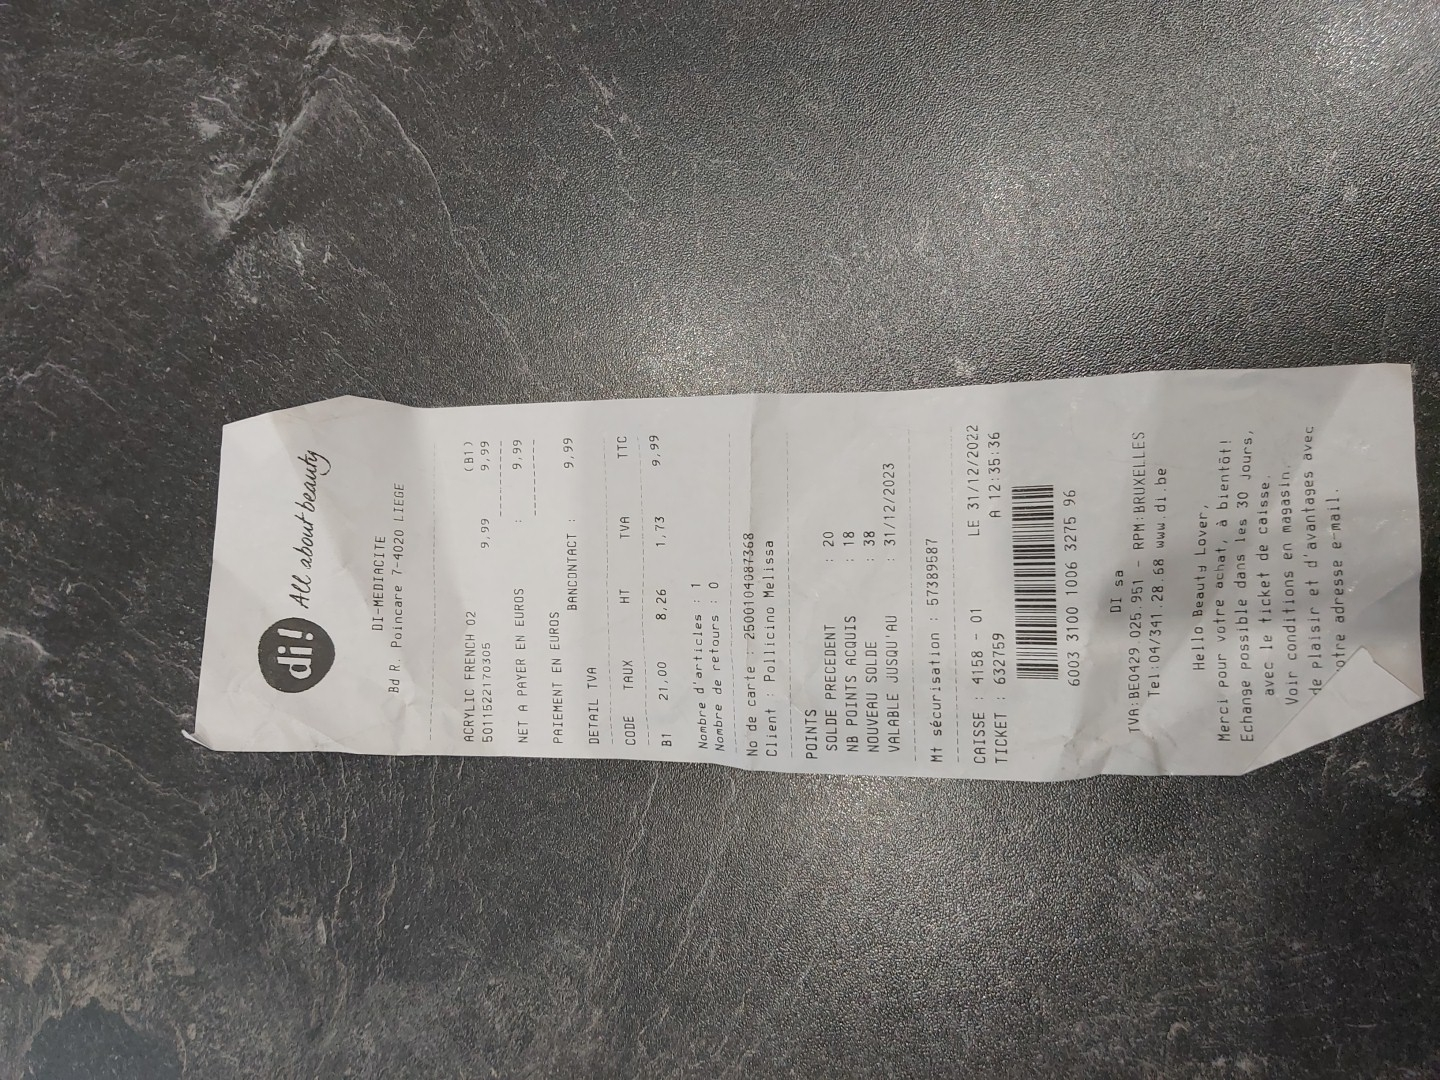 di! All about beauty
DI-MEDIACITE
Bd R. Poincare 7-4020 LIEGE
ACRYLIC FRENCH 02 (B1)
5011522170305 9,99 9,99
NET A PAYER EN EUROS : 9,99
PAIEMENT EN EUROS
BANCONTACT : 9,99
DETAIL TVA
CODE TAUX HT TVA TTC
B1 21,00 8,26 1,73 9,99
Nombre d'articles : 1
Nombre de retours : 0
No de carte : 2500104087368
Client : Pollicino Melissa
POINTS
SOLDE PRECEDENT : 20
NB POINTS ACQUIS : 18
NOUVEAU SOLDE : 38
VALABLE JUSQU'AU : 31/12/2023
Mt sécurisation : 57389587
CAISSE : 4158 - 01 LE 31/12/2022
TICKET : 632759 A 12:35:36
6003 3100 1006 3275 96
DI sa
TVA:BE0429.025.951 - RPM:BRUXELLES
Tel:04/341.28.68 www.di.be
Hello Beauty Lover,
Merci pour votre achat, à bientôt!
Echange possible dans les 30 jours,
avec le ticket de caisse.
Voir conditions en magasin.
de plaisir et d'avantages avec
votre adresse e-mail.